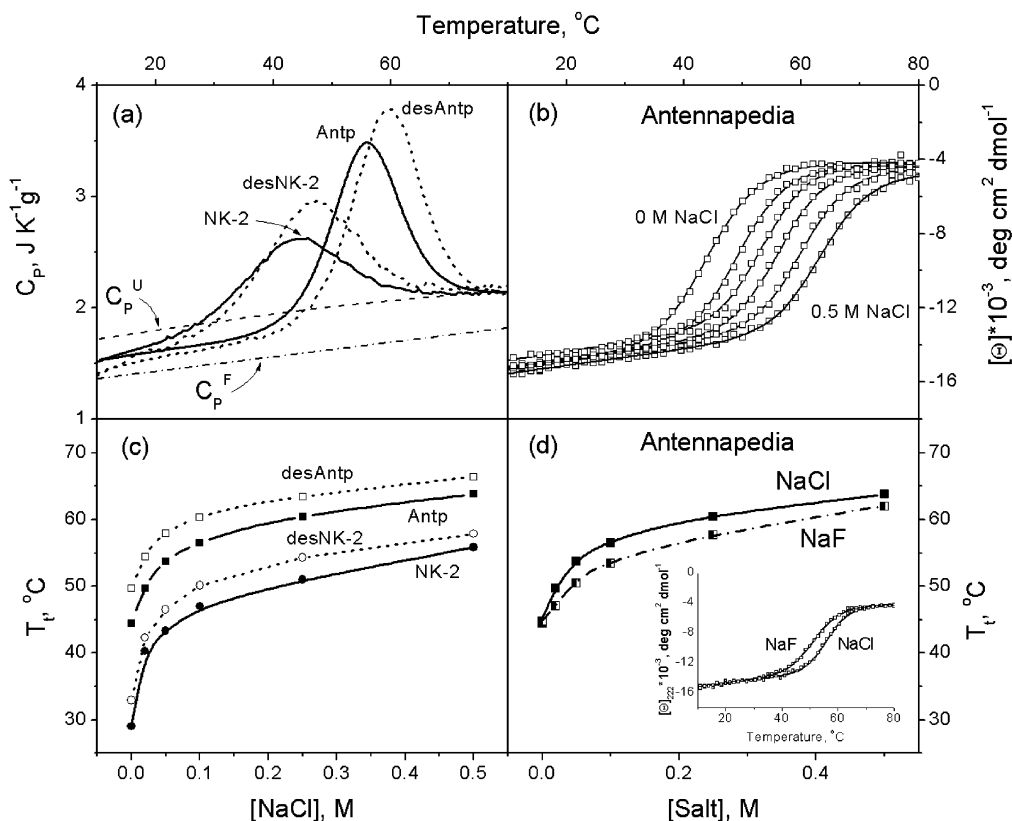 Temperature, °C
20 40 60 20 40 60 80
(a)
4
3
2
1
C_P, J K⁻¹g⁻¹
desAntp
Antp
desNK-2
NK-2
C_P^U
C_P^F
(b) Antennapedia
0 M NaCl
0.5 M NaCl
0
-4
-8
-12
-16
[Θ]*10⁻³, deg cm² dmol⁻¹
(c)
70
60
50
40
30
T_t, °C
desAntp
Antp
desNK-2
NK-2
0.0 0.1 0.2 0.3 0.4 0.5
[NaCl], M
(d) Antennapedia
NaCl
NaF
70
60
50
40
30
T_t, °C
0
-4
-8
-12
-16
[Θ]₂₂₂*10⁻³, deg cm² dmol⁻¹
NaF
NaCl
20 40 60 80
Temperature, °C
0.0 0.2 0.4
[Salt], M